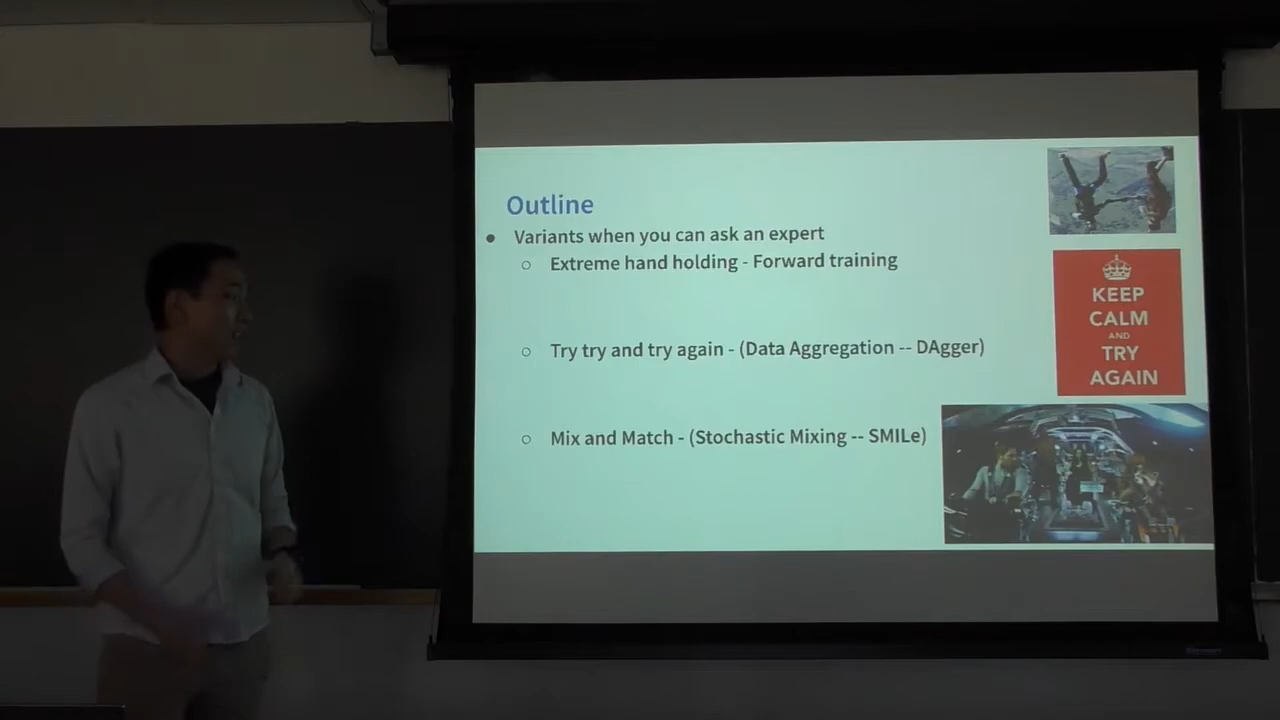 Outline
• Variants when you can ask an expert
○ Extreme hand holding - Forward training
○ Try try and try again - (Data Aggregation -- DAgger)
○ Mix and Match - (Stochastic Mixing -- SMILe)
KEEP
CALM
AND
TRY
AGAIN